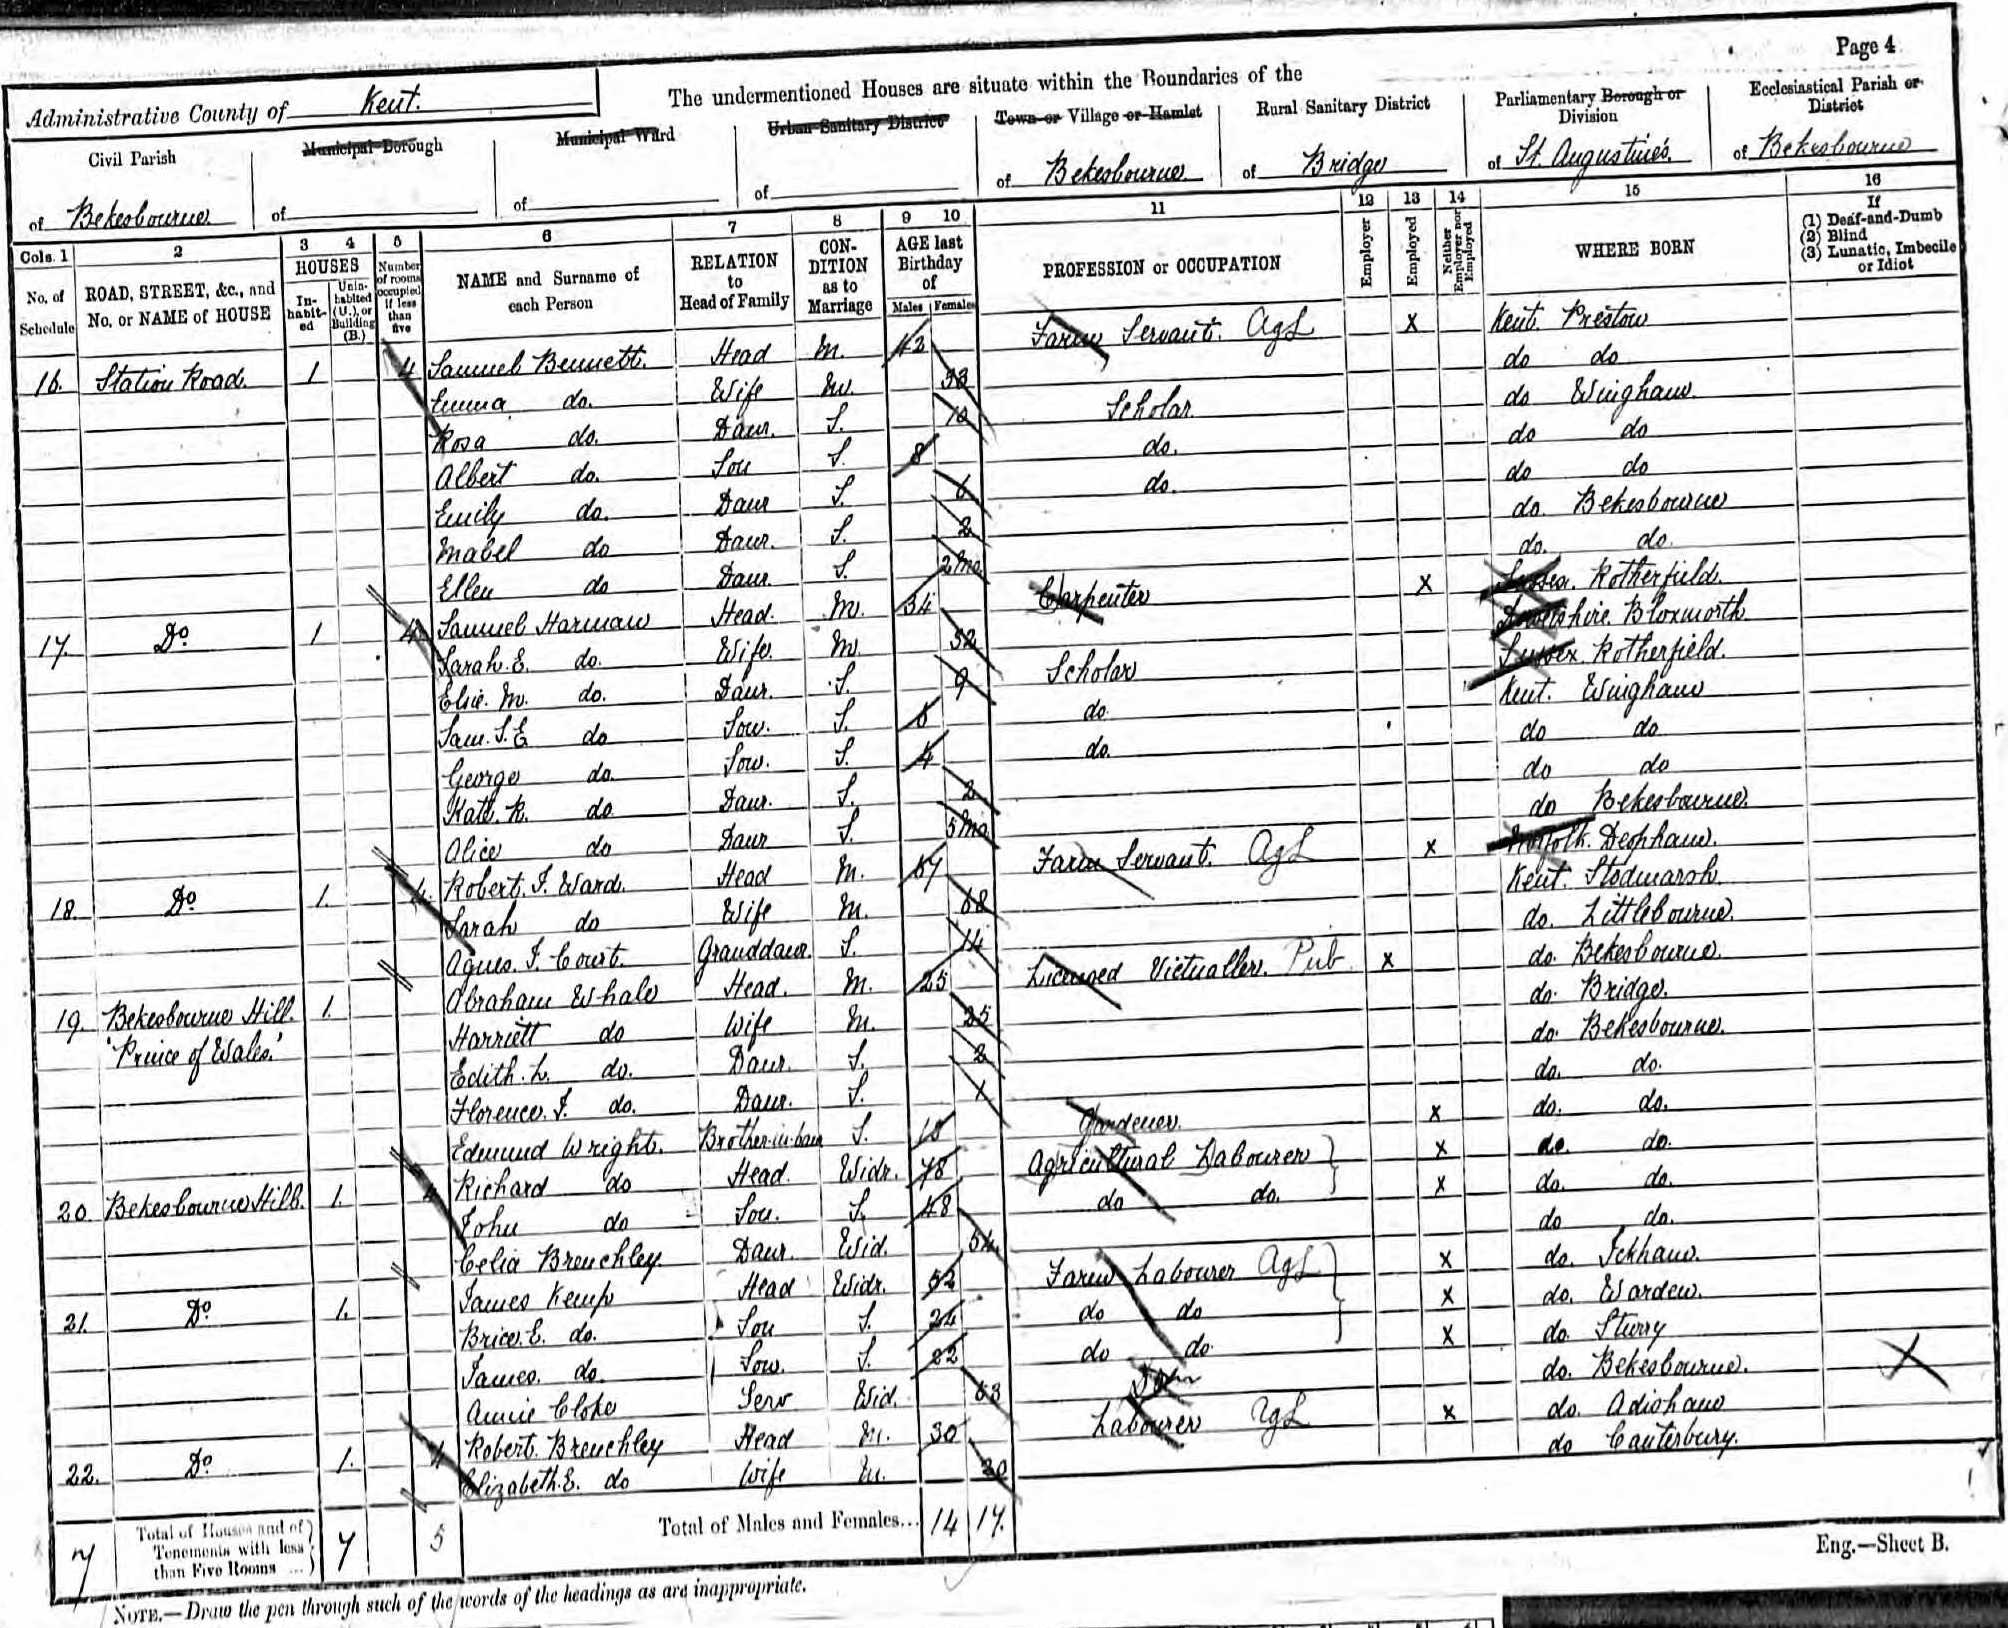 Page 4
Administrative County of Kent.
The undermentioned Houses are situate within the Boundaries of the
Civil Parish of Bekesbourne
Municipal Borough of
Municipal Ward of
Urban Sanitary District of
Town or Village or Hamlet of Bekesbourne
Rural Sanitary District of Bridge
Parliamentary Borough or Division of St. Augustine's.
Ecclesiastical Parish or District of Bekesbourne
Cols. 1 2 3 4 5 6 7 8 9 10 11 12 13 14 15 16
No. of Schedule
ROAD, STREET, &c., and No. or NAME of HOUSE
HOUSES
In-habit-ed
Unin-habited (U.), or Building (B.)
Number of rooms occupied if less than five
NAME and Surname of each Person
RELATION to Head of Family
CON-DITION as to Marriage
AGE last Birthday of
Males Females
PROFESSION or OCCUPATION
Employer
Employed
Neither Employer nor Employed
WHERE BORN
If
(1) Deaf-and-Dumb
(2) Blind
(3) Lunatic, Imbecile or Idiot
16. Station Road. 1 4 Samuel Bennett. Head M. 42 Farm Servant. AgL X Kent. Preston
Emma do. Wife M. 33 do do
Rosa do. Daur. S. 10 Scholar do Wingham
Albert do. Son S. 8 do. do do
Emily do. Daur S. 6 do. do do
Mabel do Daur. S. 2 do. Bekesbourne
Ellen do Daur. S. 2mo do. do.
17. Do 1 4 Samuel Harman Head. M. 34 Carpenter X Sussex. Rotherfield.
Sarah. E. do. Wife. M. 32 Dorsetshire. Bloxworth
Elsie. M. do. Daur. S. 9 Scholar Sussex. Rotherfield.
Sam. S. E do Son. S. 6 do. Kent. Wingham
George do. Son. S. 4 do. do do
Kate. R. do Daur. S. 2 do do
Alice do Daur S. 5mo do Bekesbourne.
18. Do 1. 4. Robert. J. Ward. Head M. 67 Farm Servant. AgL X Norfolk. Deopham.
Sarah do Wife M. 68 Kent. Stodmarsh
Agnes. J. Court. Granddaur. S. 14 do. Littlebourne.
19. Bekesbourne Hill. 1. Abraham Whale Head. M. 25 Licensed Victualler. Pub X do. Bekesbourne.
'Prince of Wales.' Harriett do Wife M. 25 do. Bridge.
Edith. L. do. Daur. S. 2 do. Bekesbourne.
Florence. J. do. Daur. S. 1 do. do.
Edmund Wright. Brother-in-law S. 18 Gardener. X do. do.
20. Bekesbourne Hill. 1. 4 Richard do Head. Widr. 78 Agricultural Labourer X do. do.
John do Son. S. 48 do do. X do. do.
Celia Brenchley. Daur. Wid. 54. do do.
21. Do 1. James Kemp Head Widr. 52 Farm Labourer AgL X do. Ickham.
Brice. E. do. Son S. 24 do do X do. Warden.
James. do. Son. S. 22 do do. X do. Sturry
Annie Cloke Serv Wid. 63 do. Bekesbourne. X
22. Do 1. 4 Robert. Brenchley Head M. 30 Labourer AgL X do. Adisham
Elizabeth. E. do Wife M. 30 do Canterbury.
7 Total of Houses and of Tenements with less than Five Rooms ... 7 5 Total of Males and Females... 14 17.
Eng.—Sheet B.
NOTE.—Draw the pen through such of the words of the headings as are inappropriate.